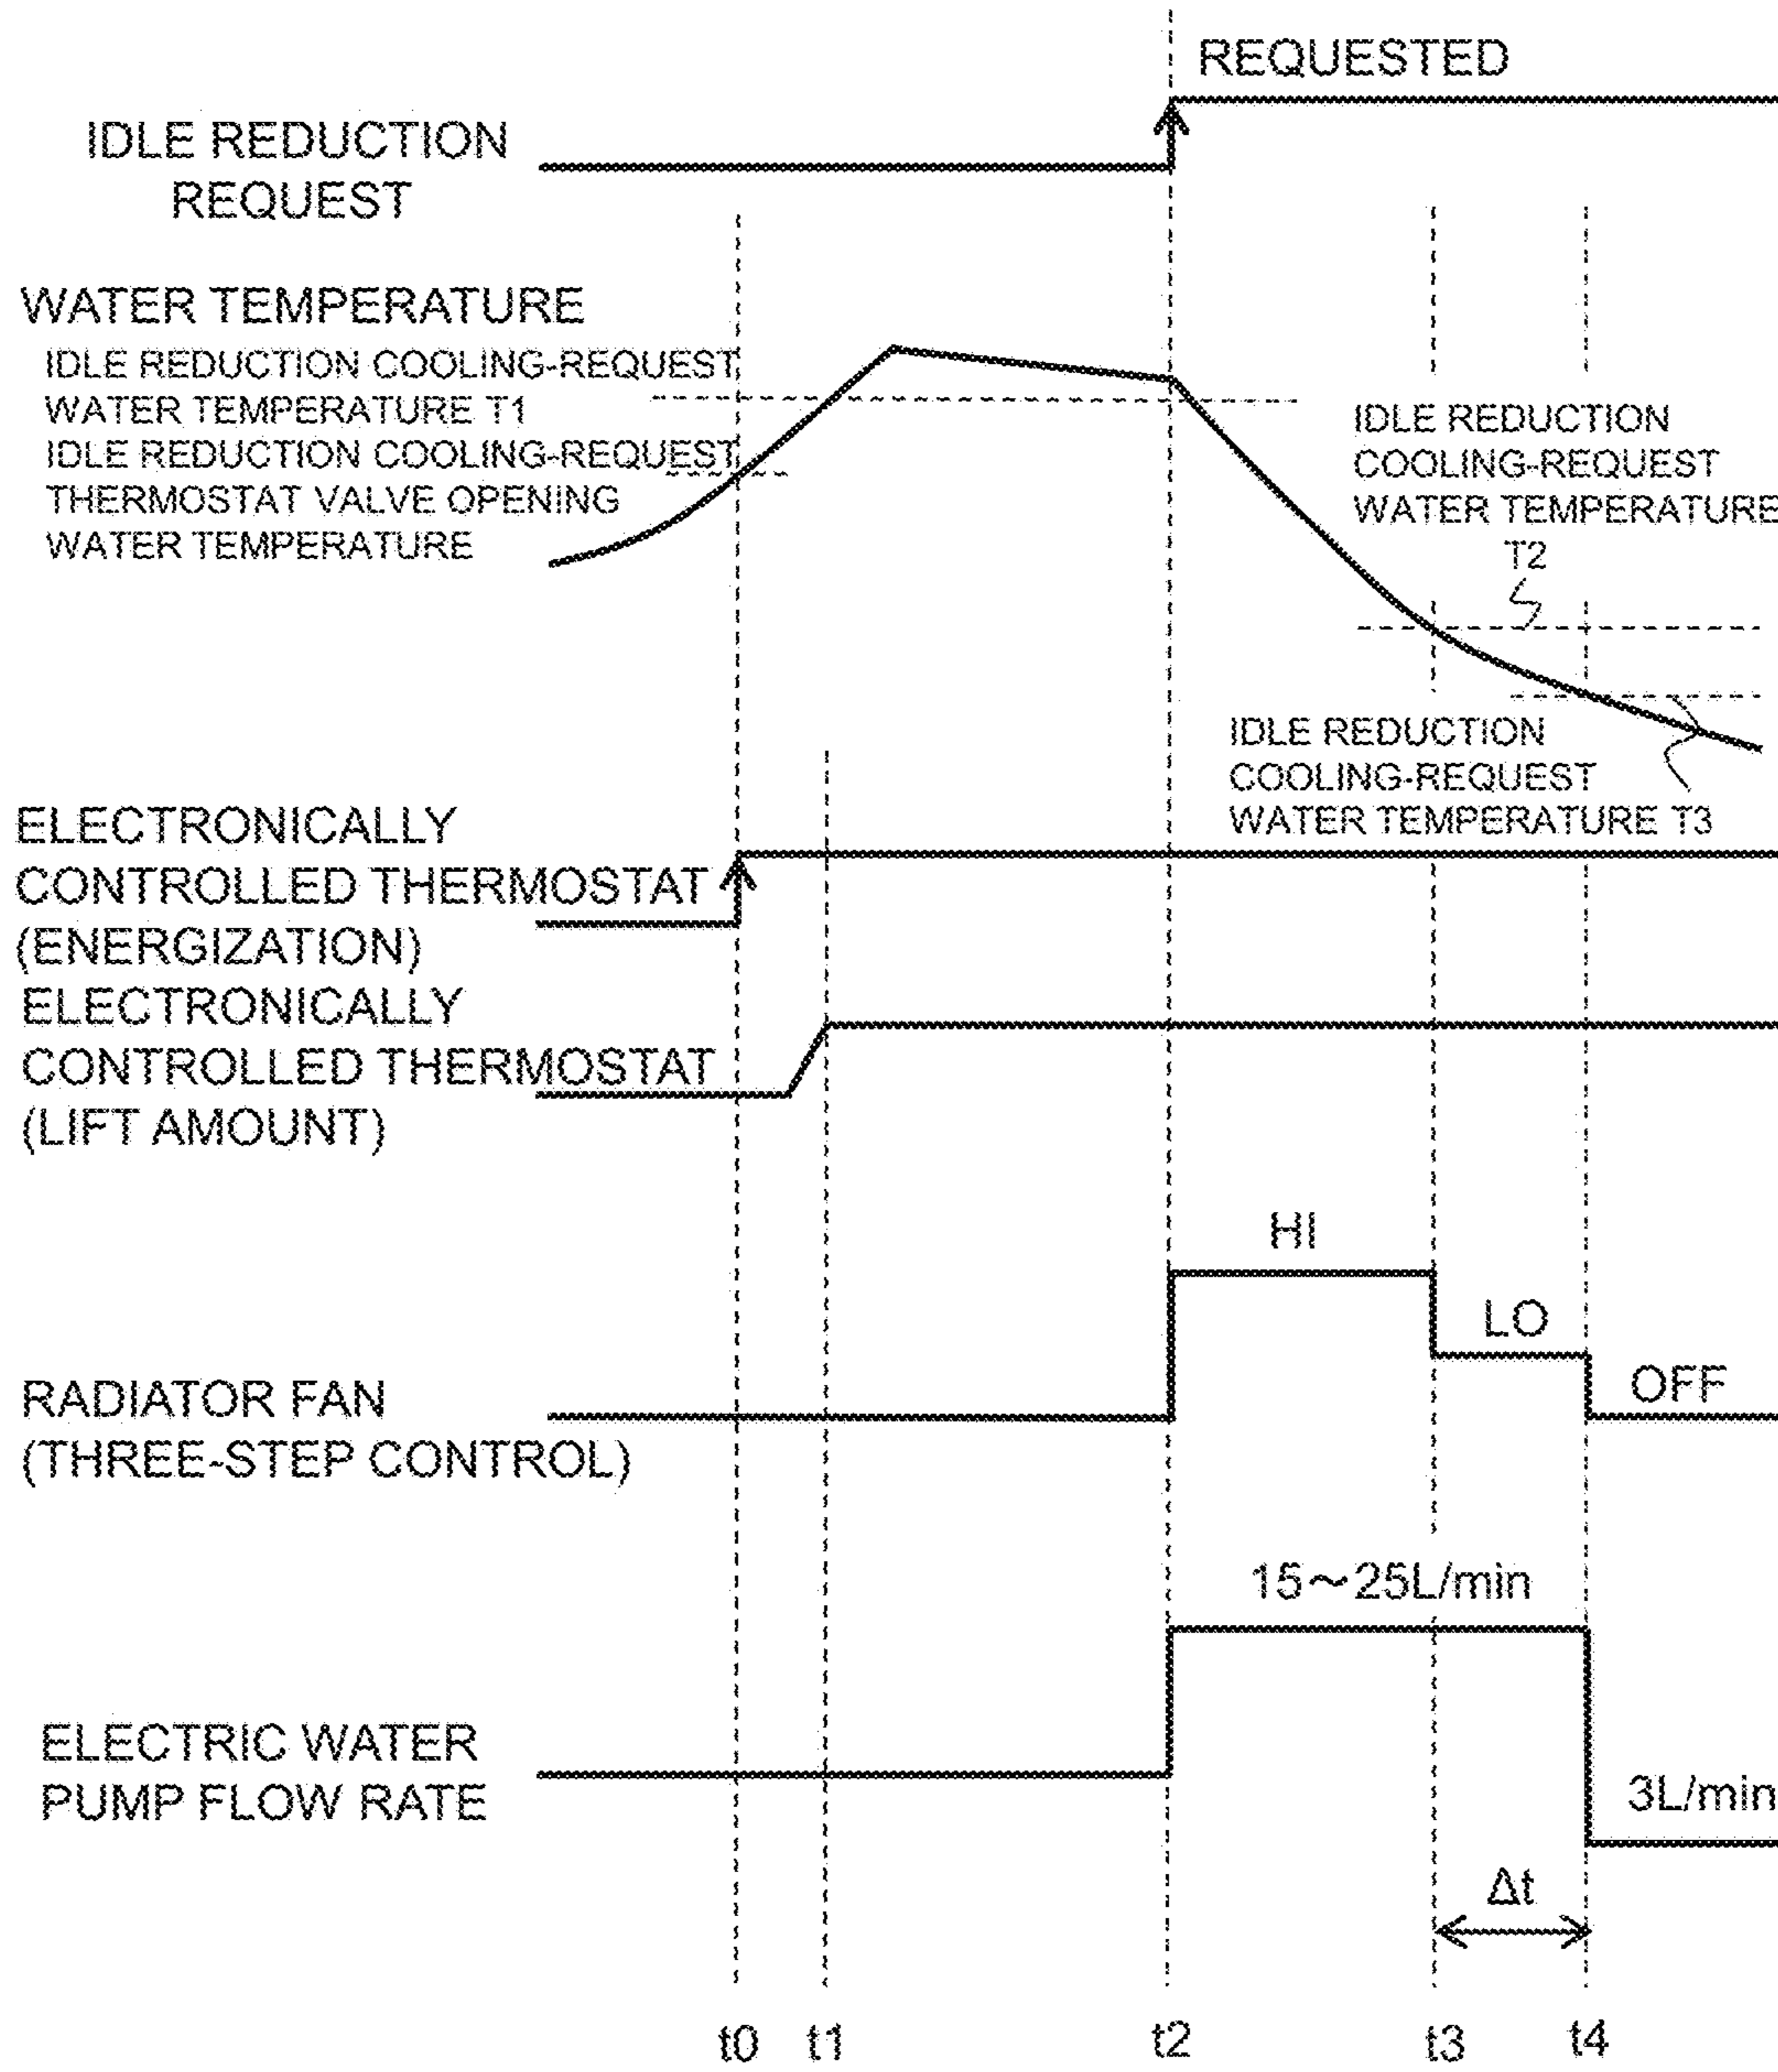 REQUESTED
IDLE REDUCTION
REQUEST
WATER TEMPERATURE
IDLE REDUCTION COOLING-REQUEST
WATER TEMPERATURE T1
IDLE REDUCTION COOLING-REQUEST
THERMOSTAT VALVE OPENING
WATER TEMPERATURE
IDLE REDUCTION
COOLING-REQUEST
WATER TEMPERATURE
T2
IDLE REDUCTION
COOLING-REQUEST
WATER TEMPERATURE T3
ELECTRONICALLY
CONTROLLED THERMOSTAT
(ENERGIZATION)
ELECTRONICALLY
CONTROLLED THERMOSTAT
(LIFT AMOUNT)
HI
LO
OFF
RADIATOR FAN
(THREE-STEP CONTROL)
15～25L/min
ELECTRIC WATER
PUMP FLOW RATE
3L/min
Δt
t0 t1 t2 t3 t4